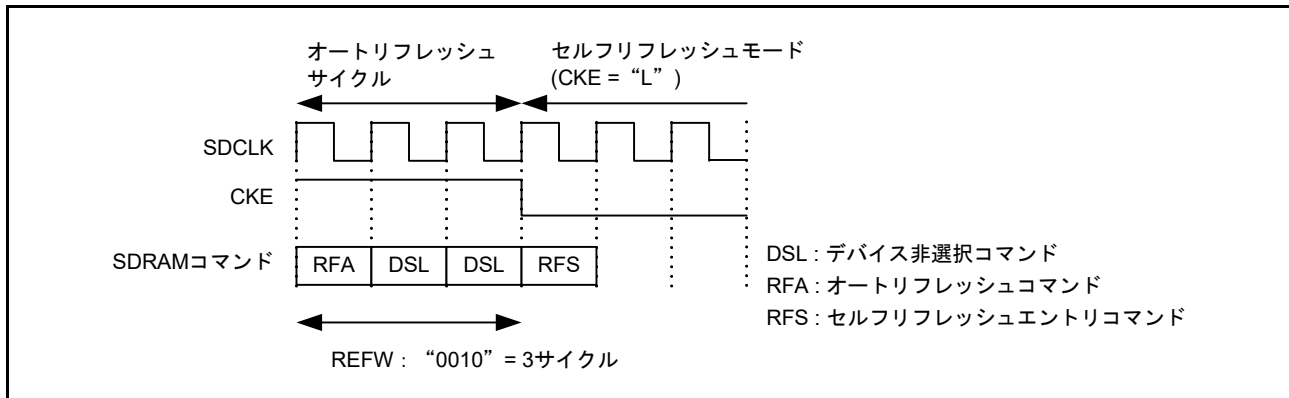 オートリフレッシュ
サイクル
セルフリフレッシュモード
(CKE = “L” )
SDCLK
CKE
SDRAMコマンド
RFA
DSL
DSL
RFS
DSL : デバイス非選択コマンド
RFA : オートリフレッシュコマンド
RFS : セルフリフレッシュエントリコマンド
REFW : “0010” = 3サイクル